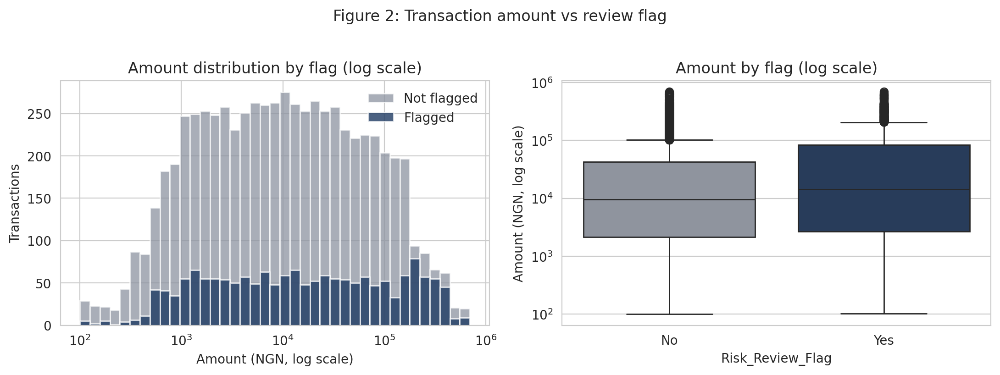 Figure 2: Transaction amount vs review flag
Amount distribution by flag (log scale)
Transactions
250
200
150
100
50
0
Not flagged
Flagged
10²
10³
10⁴
10⁵
10⁶
Amount (NGN, log scale)
Amount by flag (log scale)
Amount (NGN, log scale)
10⁶
10⁵
10⁴
10³
10²
No
Yes
Risk_Review_Flag